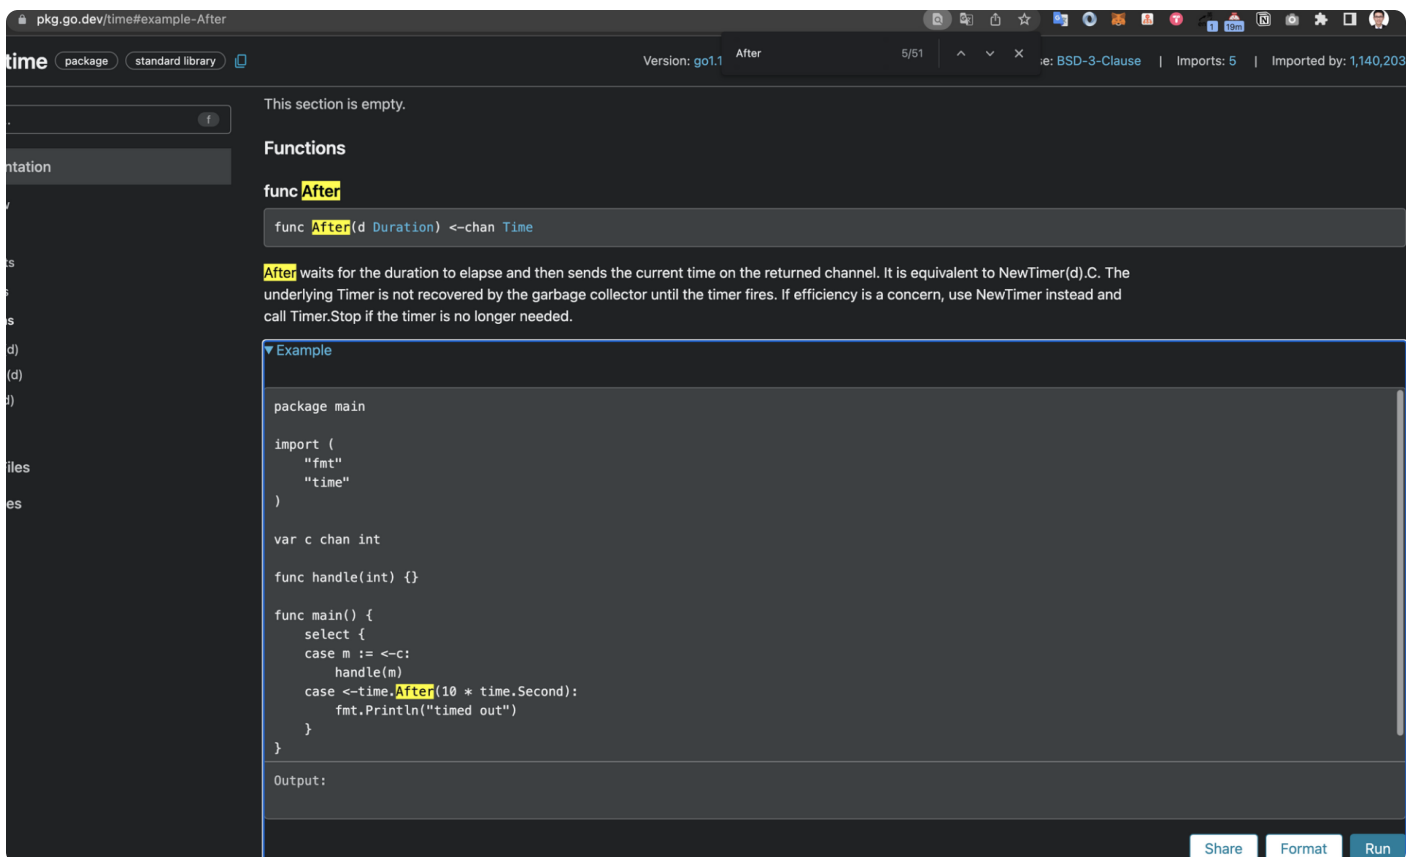 pkg.go.dev/time#example-After
time package standard library
Version: go1.1
After 5/51
e: BSD-3-Clause | Imports: 5 | Imported by: 1,140,203
1 19m
This section is empty.
. f
Functions
ntation
func After
func After(d Duration) <-chan Time
After waits for the duration to elapse and then sends the current time on the returned channel. It is equivalent to NewTimer(d).C. The
underlying Timer is not recovered by the garbage collector until the timer fires. If efficiency is a concern, use NewTimer instead and
call Timer.Stop if the timer is no longer needed.
d)
(d)
iles
es
Example
package main
import (
"fmt"
"time"
)
var c chan int
func handle(int) {}
func main() {
select {
case m := <-c:
handle(m)
case <-time.After(10 * time.Second):
fmt.Println("timed out")
}
}
Output:
Share Format Run